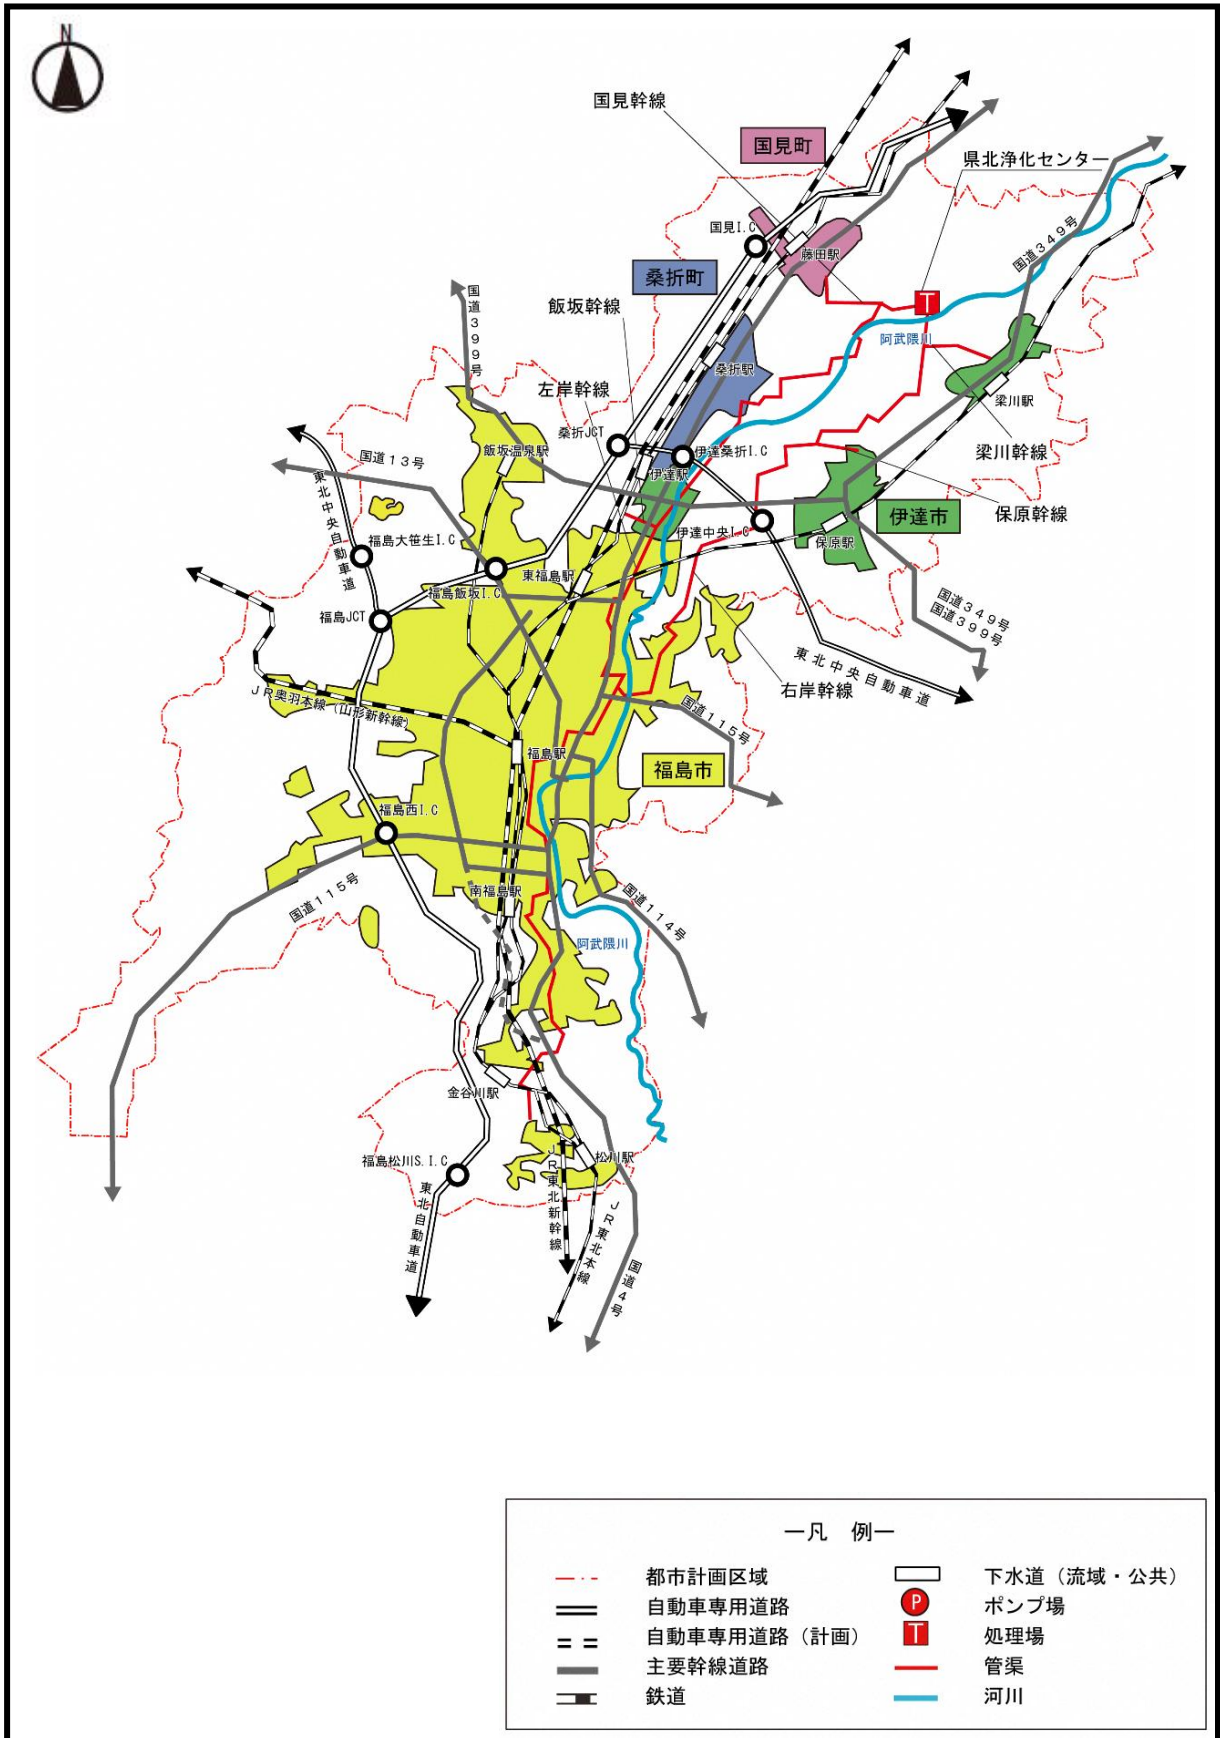 N
国見幹線
国見町
県北浄化センター
国見I.C
藤田駅
国道349号
桑折町
国道399号
飯坂幹線
T
阿武隈川
桑折駅
左岸幹線
梁川駅
桑折JCT
飯坂温泉駅
伊達桑折I.C
伊達駅
国道13号
梁川幹線
東北中央自動車道
伊達市
保原幹線
福島大笹生I.C
伊達中央I.C
保原駅
東福島駅
福島飯坂I.C
福島JCT
国道349号
国道399号
東北中央自動車道
右岸幹線
JR奥羽本線(山形新幹線)
国道115号
福島駅
福島市
福島西I.C
南福島駅
国道115号
国道114号
阿武隈川
金谷川駅
福島松川S.I.C
松川駅
東北自動車道
JR東北新幹線
JR東北本線
国道4号
―凡 例―
都市計画区域
下水道(流域・公共)
自動車専用道路
P
ポンプ場
自動車専用道路(計画)
T
処理場
主要幹線道路
管渠
鉄道
河川